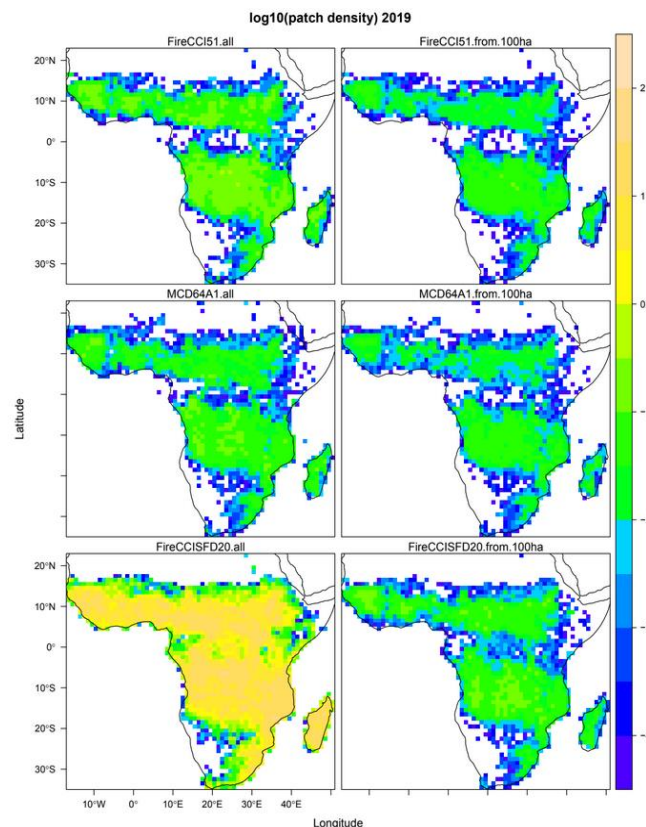 log10(patch density) 2019
FireCCI51.all
FireCCI51.from.100ha
20°N
10°N
0°
10°S
20°S
30°S
MCD64A1.all
MCD64A1.from.100ha
Latitude
FireCCISFD20.all
FireCCISFD20.from.100ha
20°N
10°N
0°
10°S
20°S
30°S
10°W 0° 10°E 20°E 30°E 40°E
Longitude
2
0